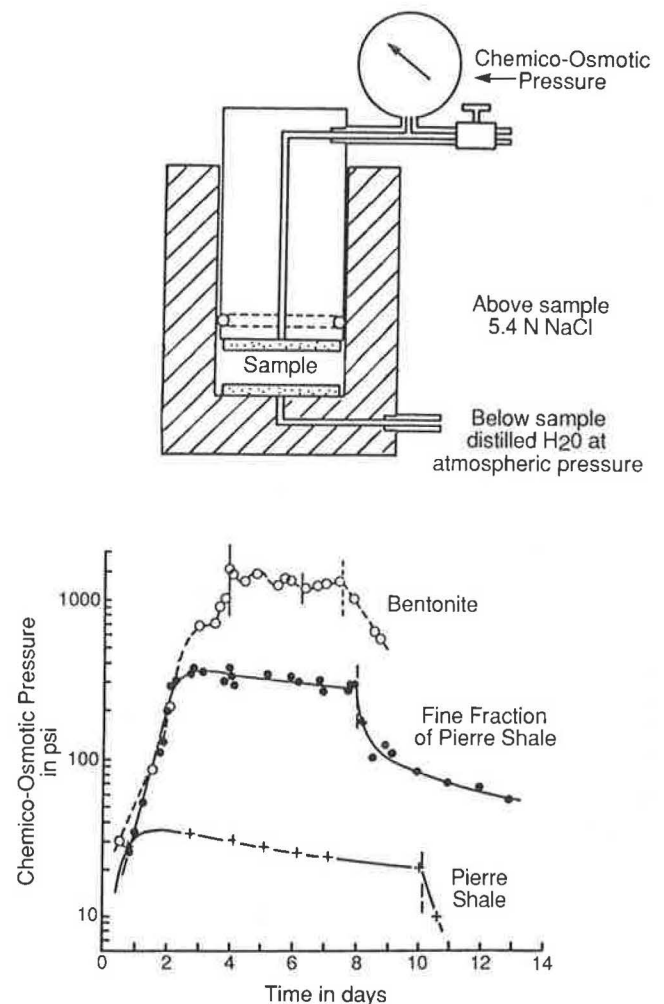 Chemico-Osmotic
Pressure
Above sample
5.4 N NaCl
Sample
Below sample
distilled H20 at
atmospheric pressure
Chemico-Osmotic Pressure
in psi
1000
100
10
Bentonite
Fine Fraction
of Pierre Shale
Pierre
Shale
0 2 4 6 8 10 12 14
Time in days